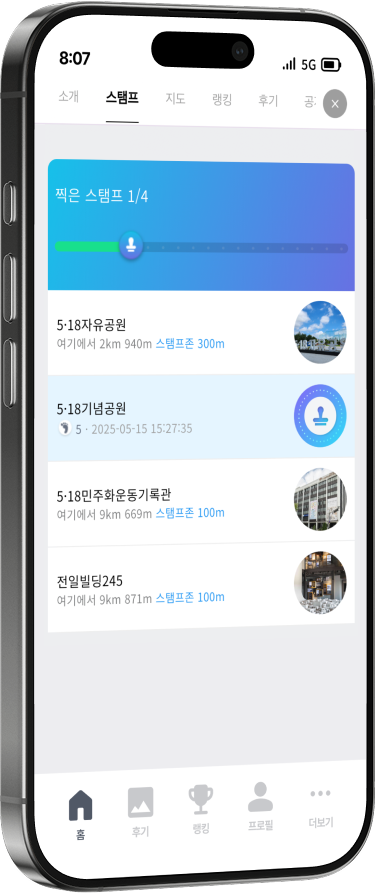 8:07
5G
소개 스탬프 지도 랭킹 후기 공:
찍은 스탬프 1/4
5·18자유공원
여기에서 2km 940m 스탬프존 300m
5·18기념공원
5 · 2025-05-15 15:27:35
5·18민주화운동기록관
여기에서 9km 669m 스탬프존 100m
전일빌딩245
여기에서 9km 871m 스탬프존 100m
홈 후기 랭킹 프로필 더보기